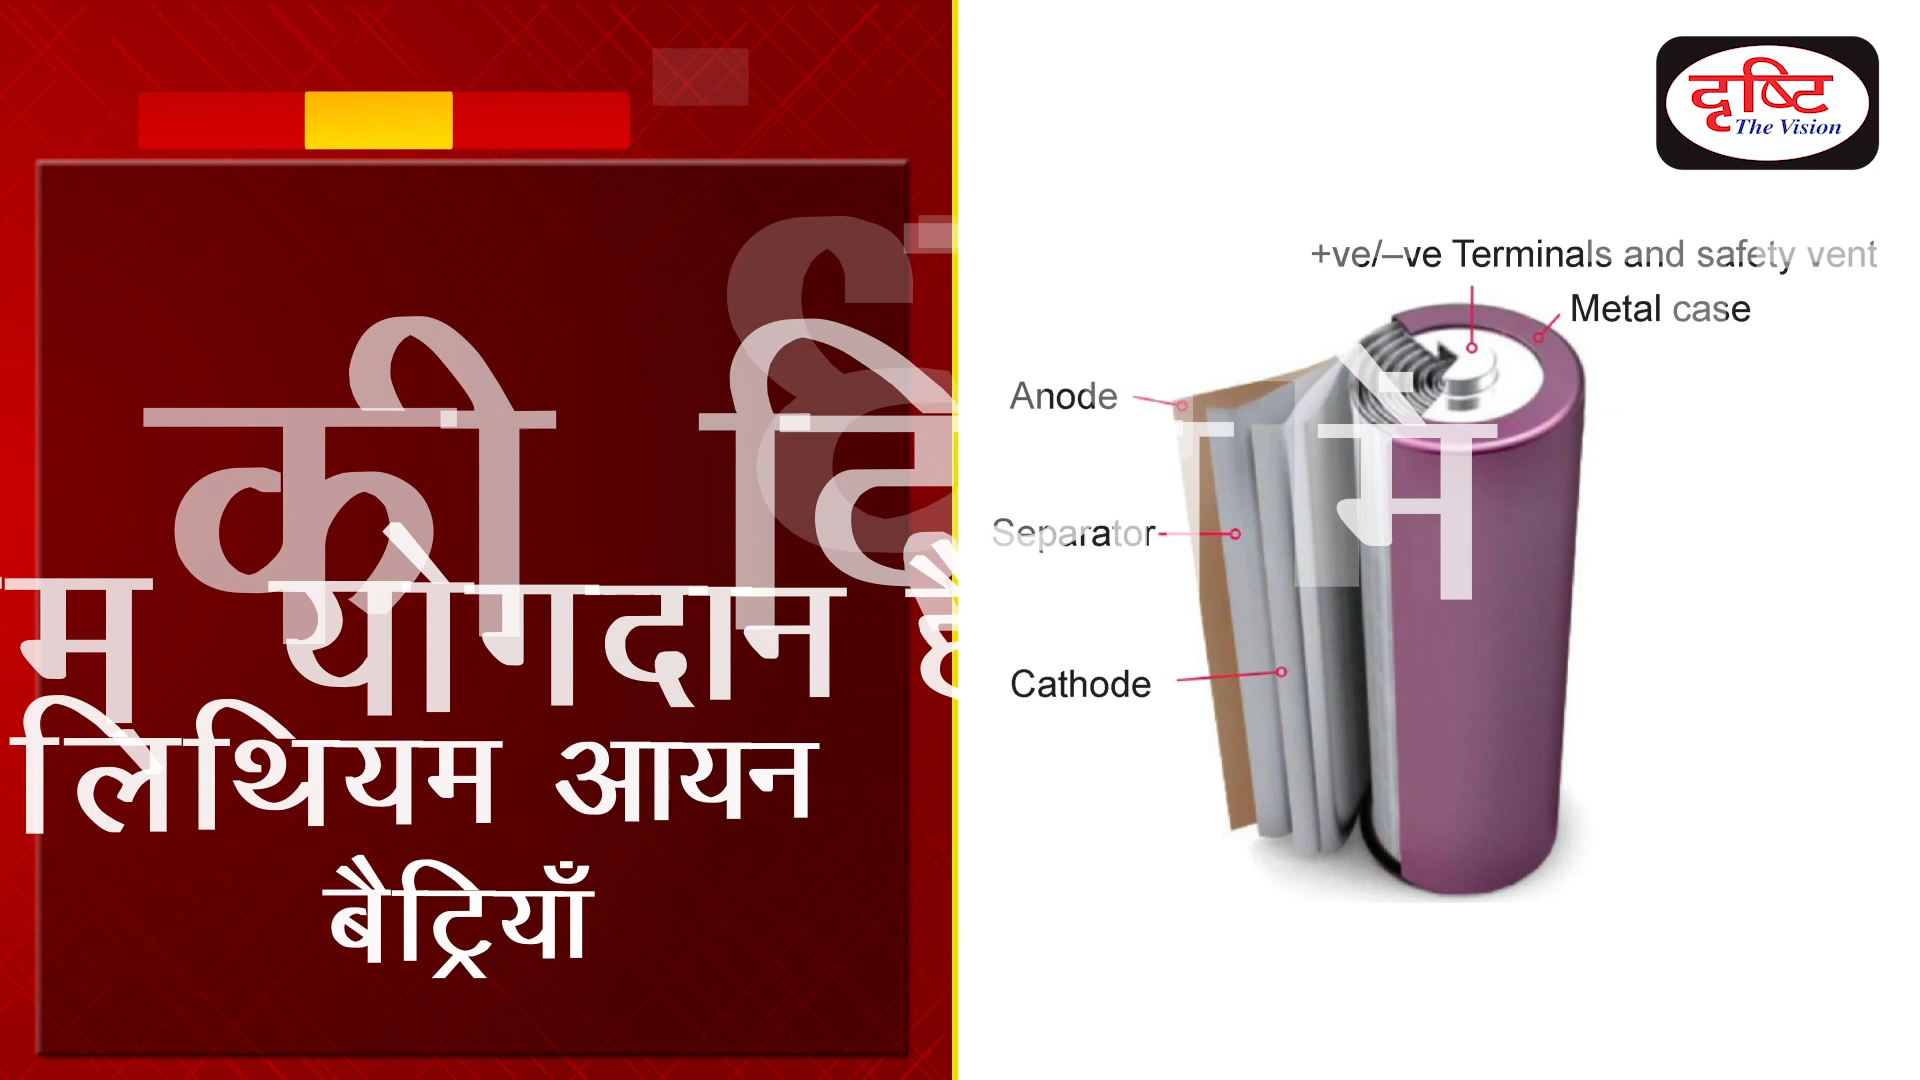 दृष्टि
The Vision
+ve/–ve Terminals and safety vent
Metal case
Anode
Separator
Cathode
की
में
योगदान है
लिथियम आयन
बैट्रियाँ